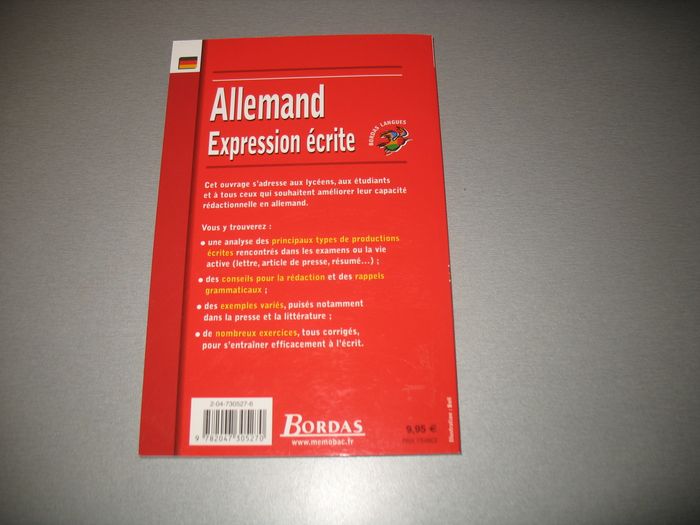 Allemand
Expression écrite
BORDAS LANGUES
Cet ouvrage s'adresse aux lycéens, aux étudiants
et à tous ceux qui souhaitent améliorer leur capacité
rédactionnelle en allemand.
Vous y trouverez :
• une analyse des principaux types de productions
écrites rencontrés dans les examens ou la vie
active (lettre, article de presse, résumé...) ;
• des conseils pour la rédaction et des rappels
grammaticaux ;
• des exemples variés, puisés notamment
dans la presse et la littérature ;
• de nombreux exercices, tous corrigés,
pour s'entraîner efficacement à l'écrit.
2-04-730527-6
9 782047 305270
BORDAS
www.memobac.fr
9,95 €
PRIX FRANCE
Illustration :